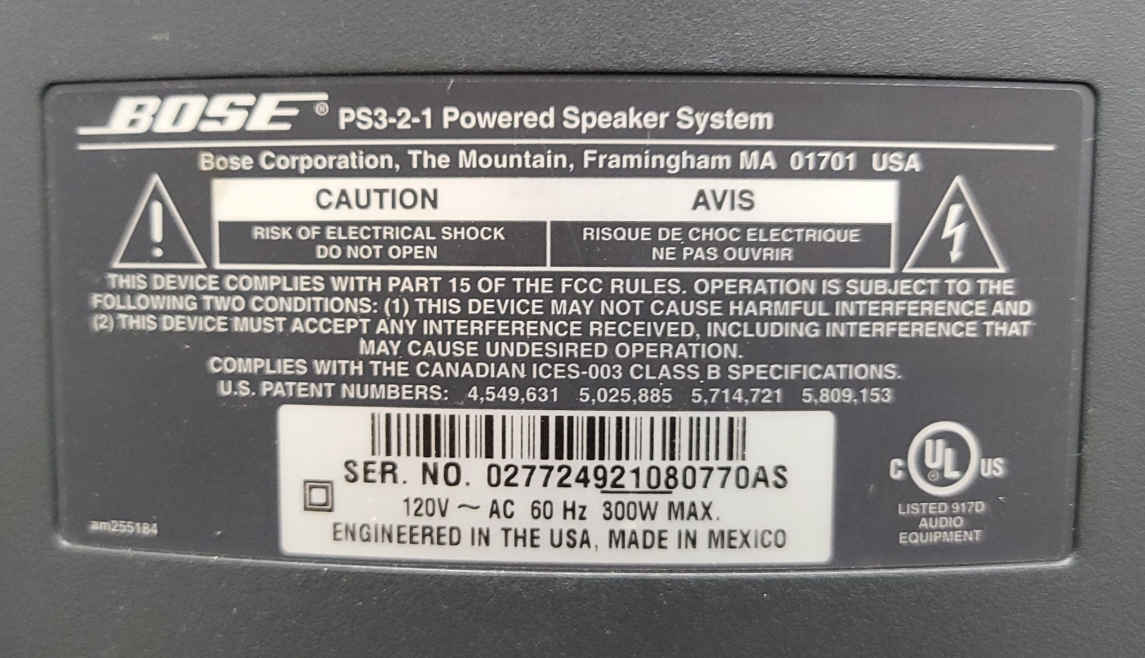 BOSE® PS3-2-1 Powered Speaker System
Bose Corporation, The Mountain, Framingham MA 01701 USA
CAUTION
RISK OF ELECTRICAL SHOCK
DO NOT OPEN
AVIS
RISQUE DE CHOC ELECTRIQUE
NE PAS OUVRIR
THIS DEVICE COMPLIES WITH PART 15 OF THE FCC RULES. OPERATION IS SUBJECT TO THE
FOLLOWING TWO CONDITIONS: (1) THIS DEVICE MAY NOT CAUSE HARMFUL INTERFERENCE AND
(2) THIS DEVICE MUST ACCEPT ANY INTERFERENCE RECEIVED, INCLUDING INTERFERENCE THAT
MAY CAUSE UNDESIRED OPERATION.
COMPLIES WITH THE CANADIAN ICES-003 CLASS B SPECIFICATIONS.
U.S. PATENT NUMBERS: 4,549,631 5,025,885 5,714,721 5,809,153
SER. NO. 027724921080770AS
120V ~ AC 60 Hz 300W MAX.
ENGINEERED IN THE USA, MADE IN MEXICO
am255184
C UL US
LISTED 917D
AUDIO
EQUIPMENT